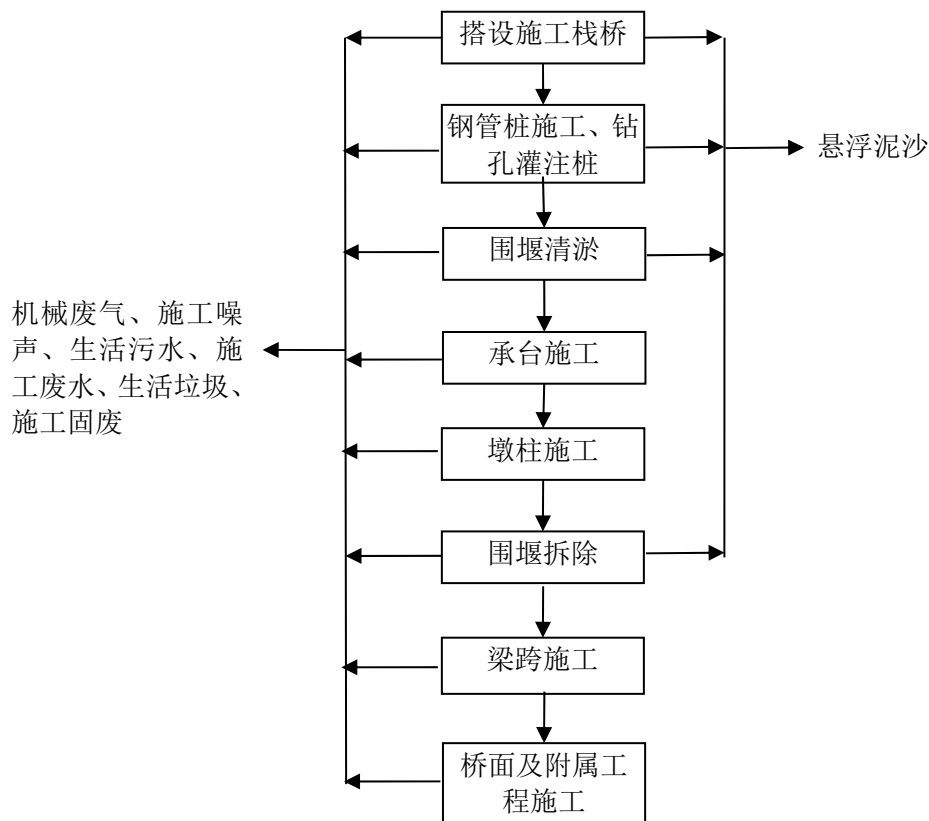 搭设施工栈桥
钢管桩施工、钻
孔灌注桩
悬浮泥沙
围堰清淤
机械废气、施工噪
声、生活污水、施
工废水、生活垃圾、
施工固废
承台施工
墩柱施工
围堰拆除
梁跨施工
桥面及附属工
程施工